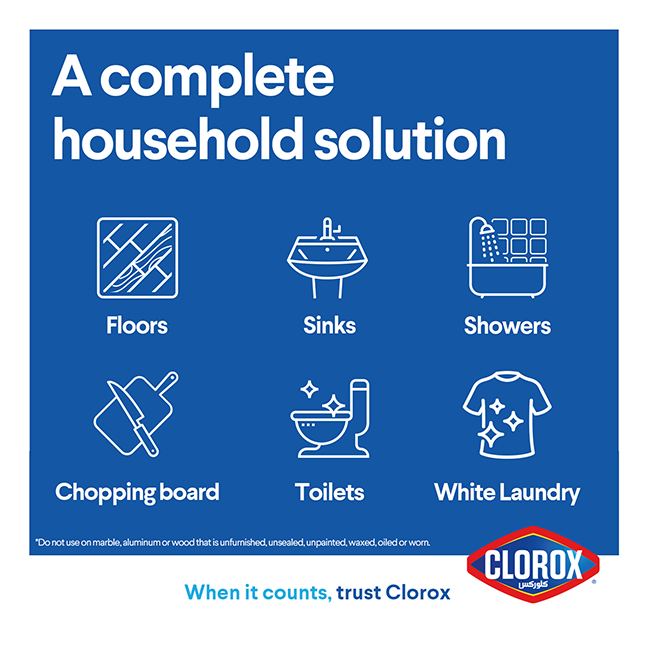 A complete
household solution
Floors
Sinks
Showers
Chopping board
Toilets
White Laundry
*Do not use on marble, aluminum or wood that is unfurnished, unsealed, unpainted, waxed, oiled or worn.
CLOROX
كلوركس
®
When it counts, trust Clorox